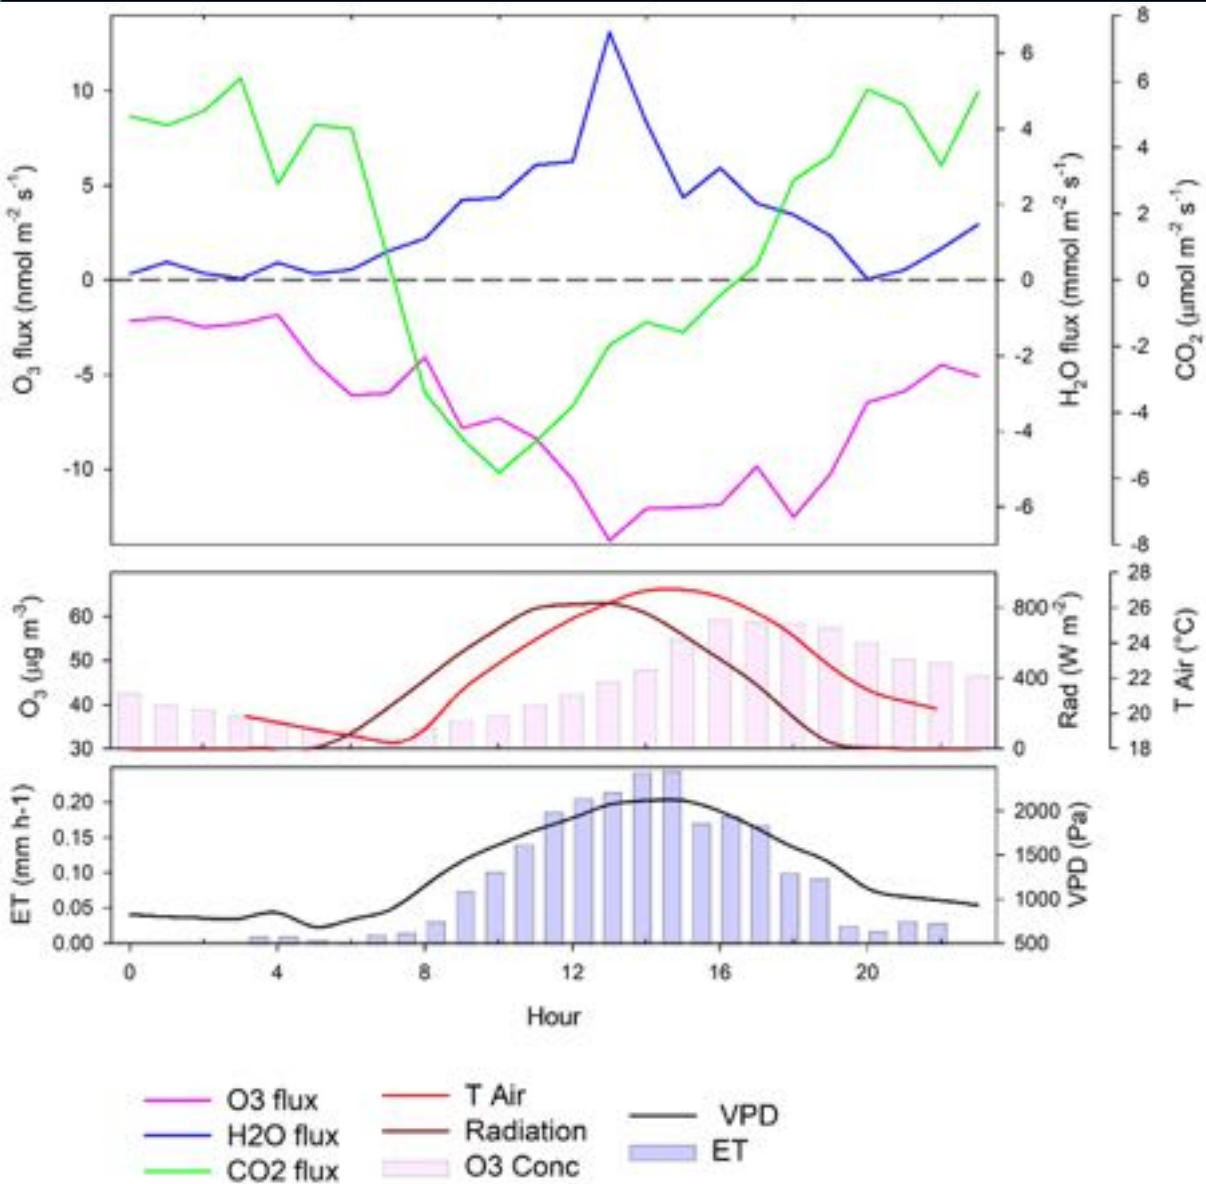 O3 flux (nmol m-2 s-1)
10
5
0
-5
-10
6
4
2
0
-2
-4
-6
H2O flux (mmol m-2 s-1)
8
6
4
2
0
-2
-4
-6
-8
CO2 (μmol m-2 s-1)
O3 (μg m-3)
60
50
40
30
800
400
0
Rad (W m-2)
28
26
24
22
20
18
T Air (°C)
ET (mm h-1)
0.20
0.15
0.10
0.05
0.00
2000
1500
1000
500
VPD (Pa)
0 4 8 12 16 20
Hour
O3 flux
H2O flux
CO2 flux
T Air
Radiation
O3 Conc
VPD
ET